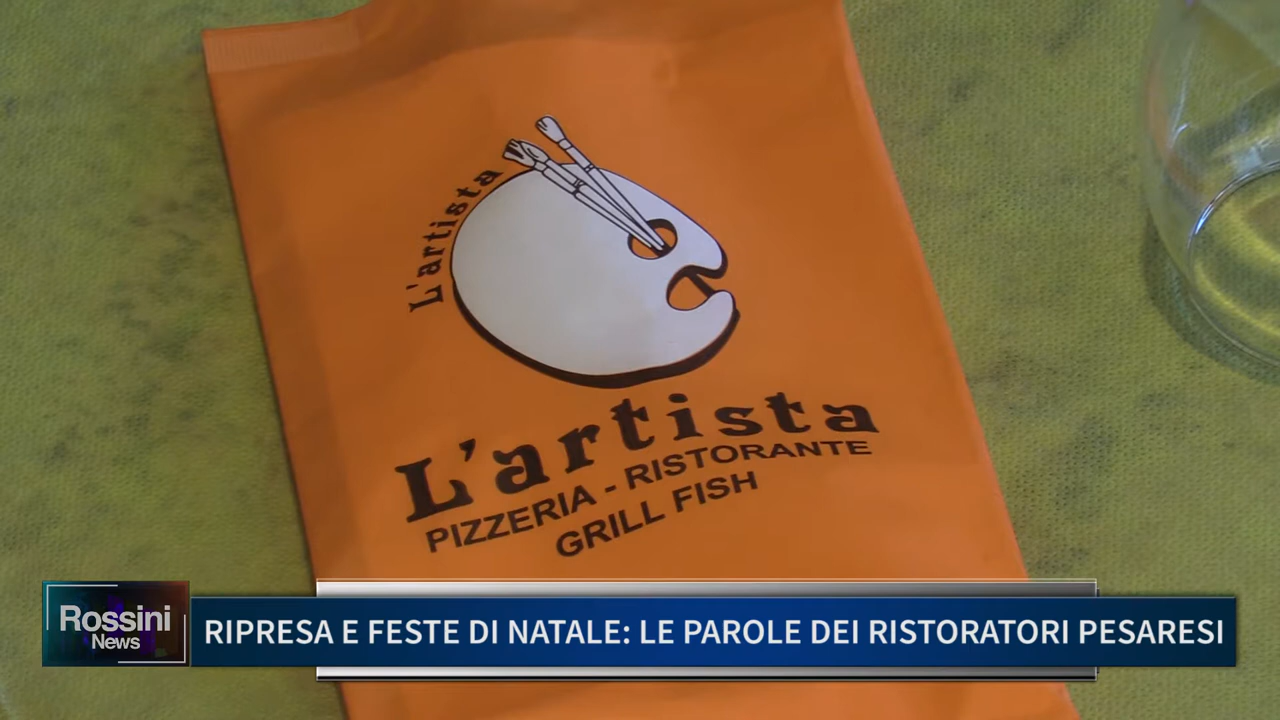 L'artista
L'artista
PIZZERIA - RISTORANTE
GRILL FISH
Rossini
News
RIPRESA E FESTE DI NATALE: LE PAROLE DEI RISTORATORI PESARESI